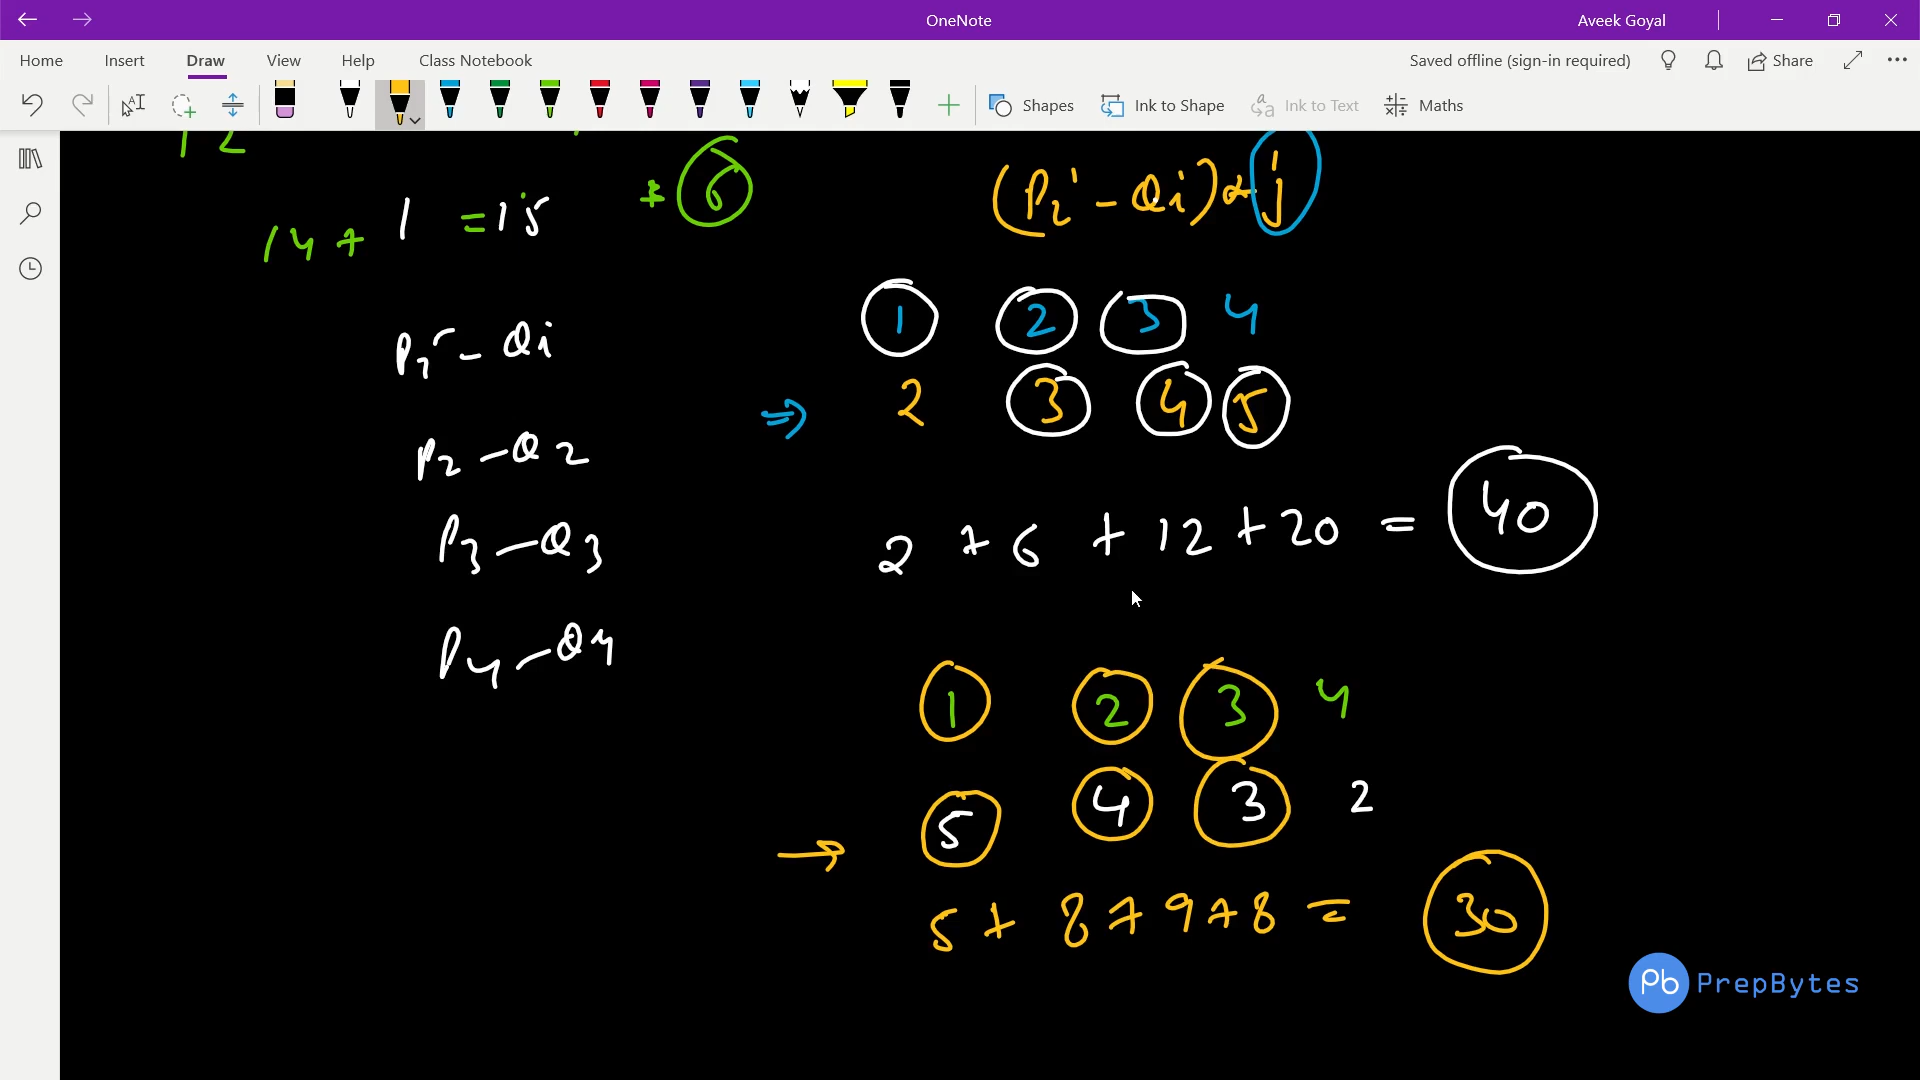 OneNote
Aveek Goyal
Home Insert Draw View Help Class Notebook
Saved offline (sign-in required)
Share
Shapes
Ink to Shape
Ink to Text
Maths
12
14 + 1 = 15
* 6
(Pi - Qi) * j
P1 - Qi
P2 - Q2
P3 - Q3
P4 - Q4
1 2 3 4
⇒ 2 3 4 5
2 + 6 + 12 + 20 = 40
1 2 3 4
→ 5 4 3 2
5 + 8 + 9 + 8 = 30
Pb PrepBytes